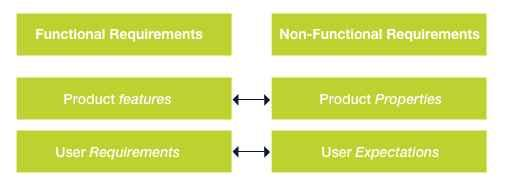 Functional Requirements
Non-Functional Requirements
Product features
Product Properties
User Requirements
User Expectations